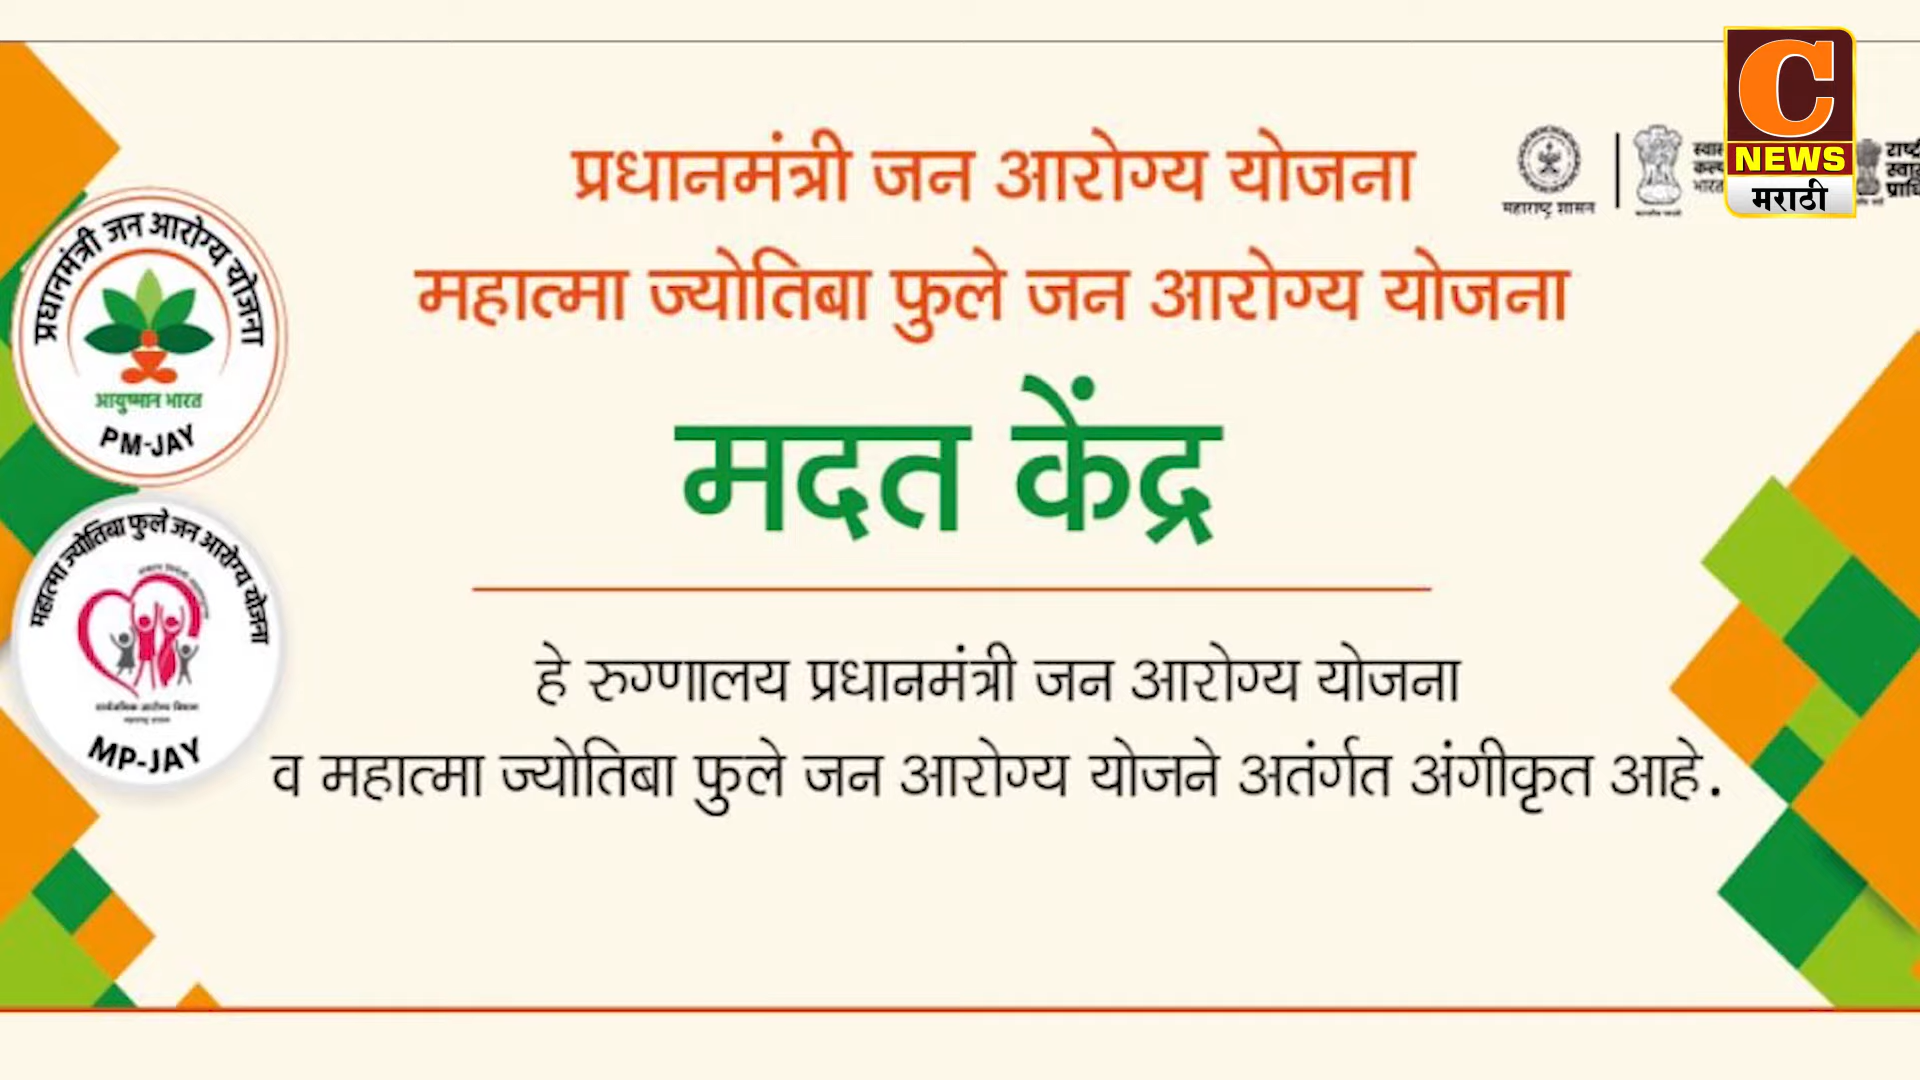 प्रधानमंत्री जन आरोग्य योजना
महात्मा ज्योतिबा फुले जन आरोग्य योजना
मदत केंद्र
हे रुग्णालय प्रधानमंत्री जन आरोग्य योजना
व महात्मा ज्योतिबा फुले जन आरोग्य योजने अतंर्गत अंगीकृत आहे.
प्रधानमंत्री जन आरोग्य योजना
आयुष्मान भारत
PM-JAY
महात्मा ज्योतिबा फुले जन आरोग्य योजना
MP-JAY
महाराष्ट्र शासन
C
NEWS
मराठी